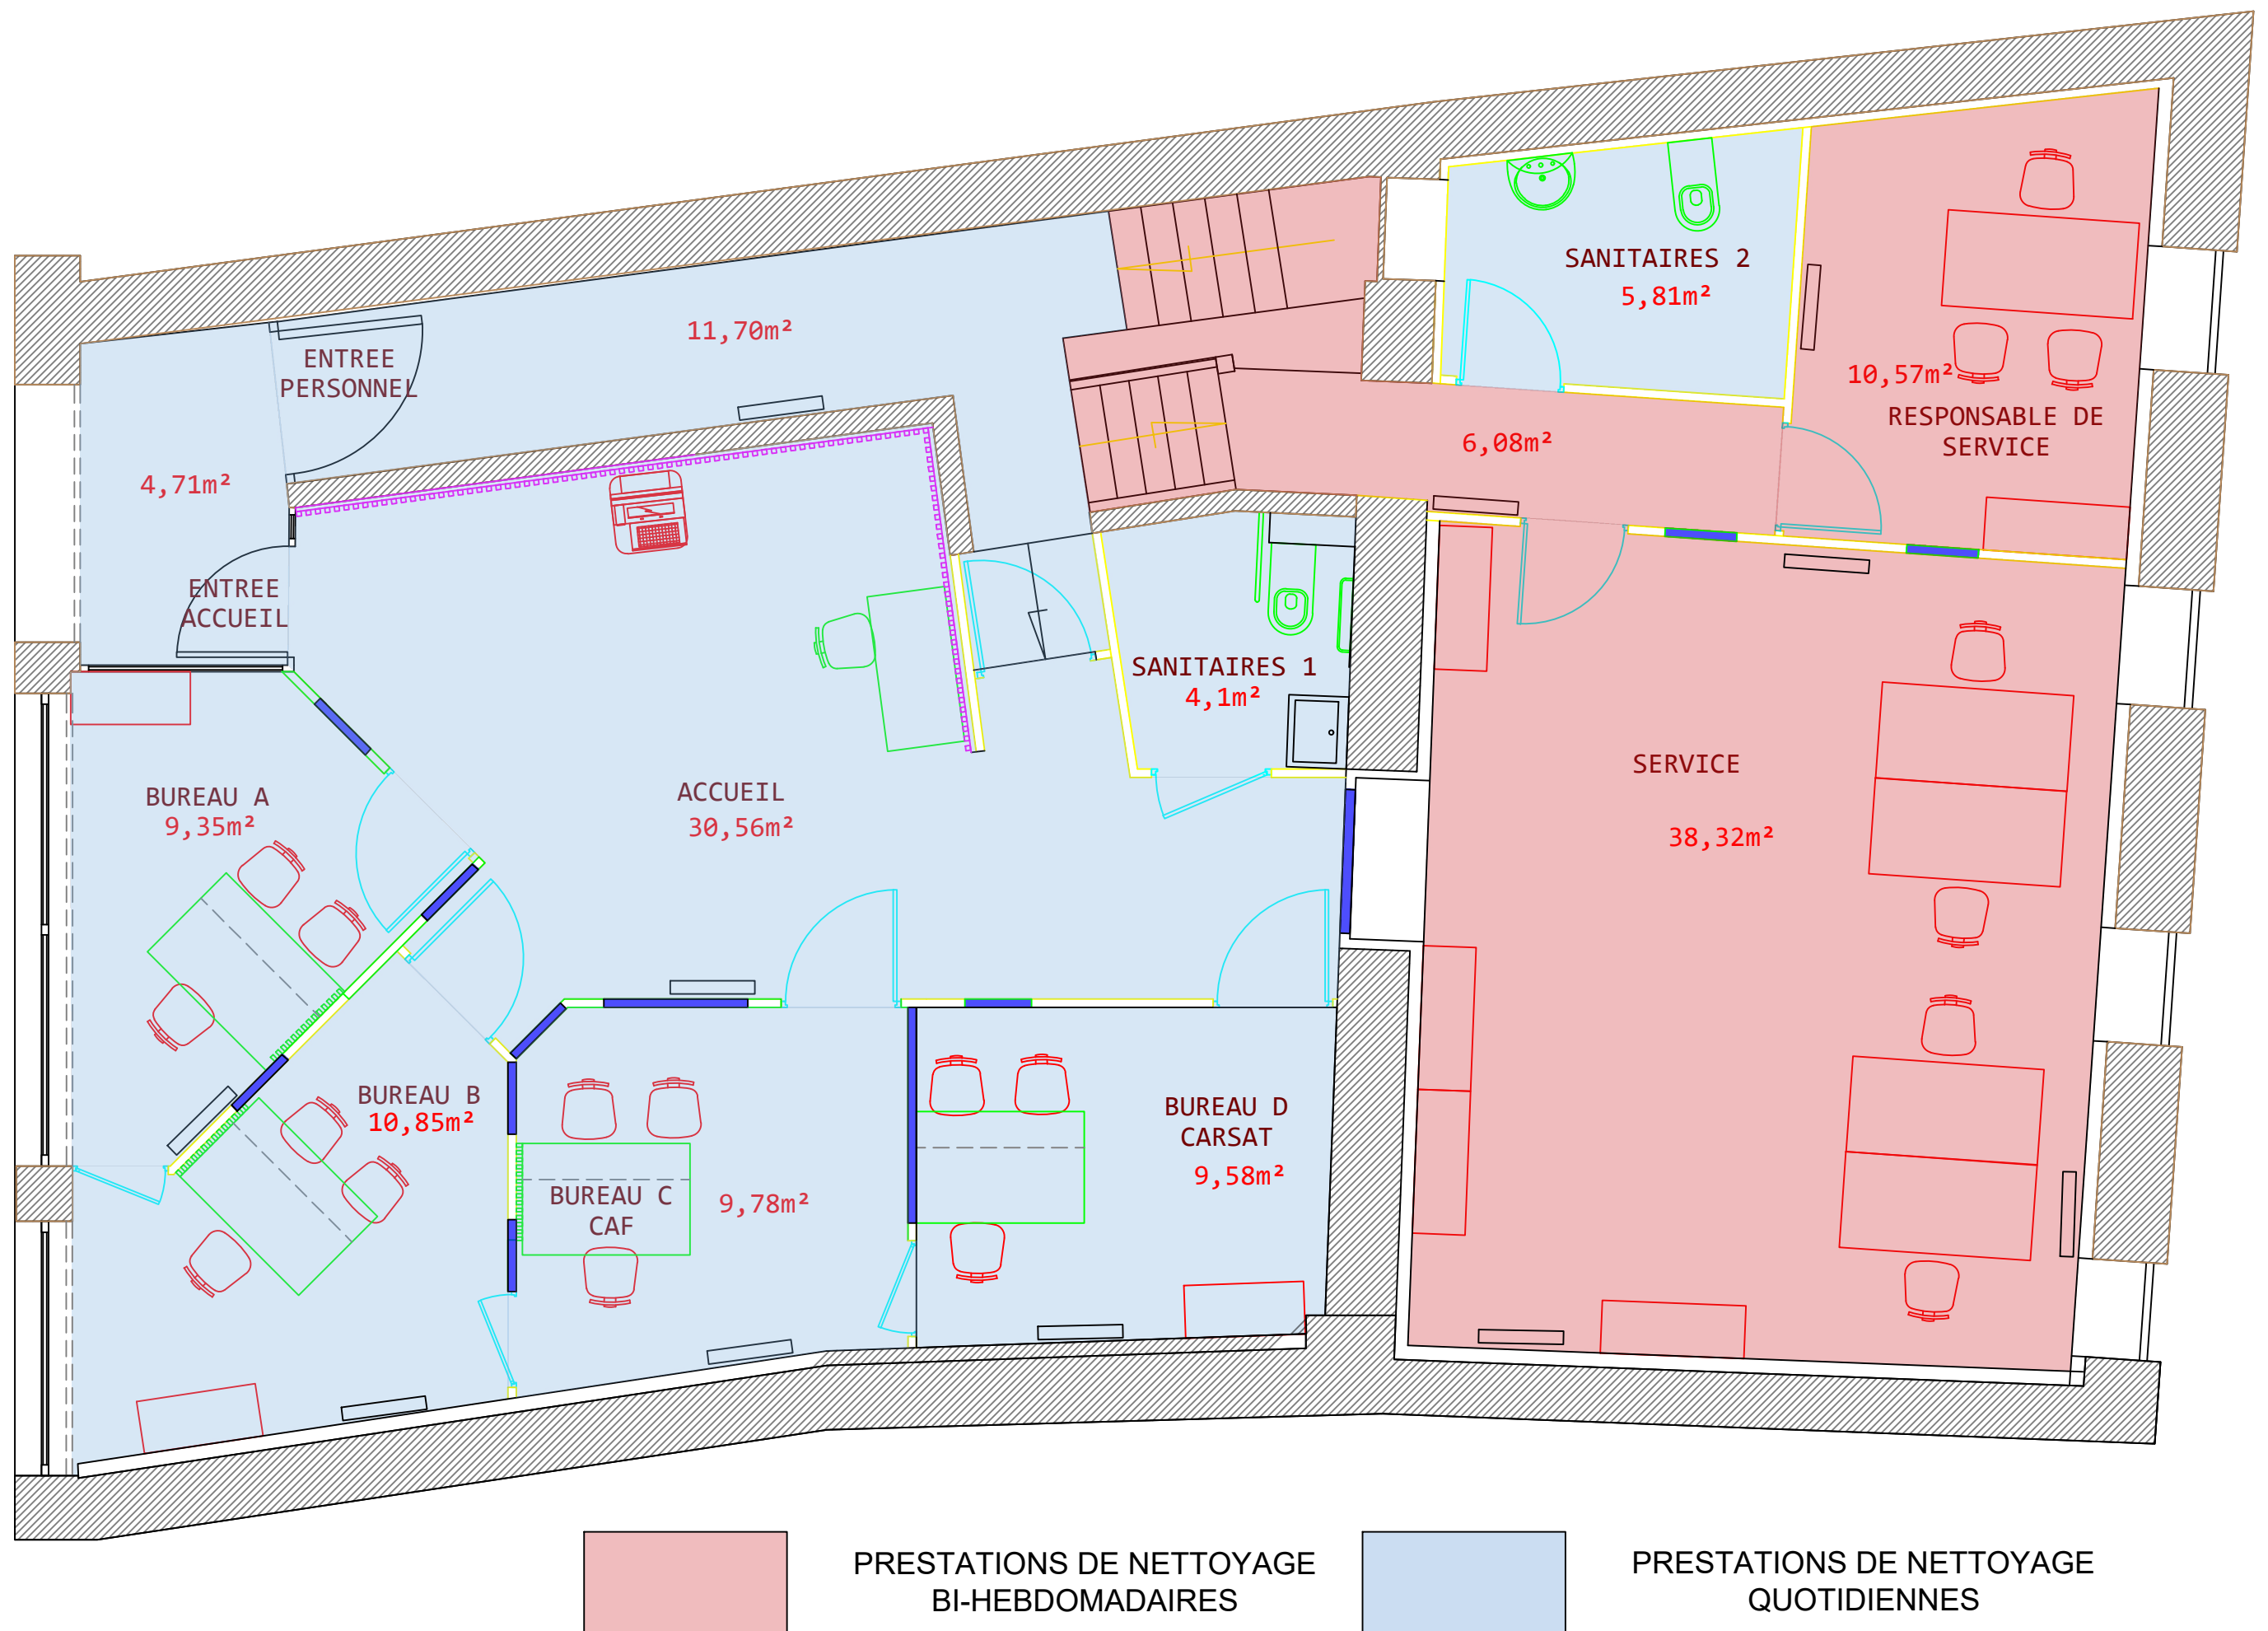 SANITAIRES 2
5,81m²
11,70m²
ENTREE
PERSONNEL
10,57m²
RESPONSABLE DE
SERVICE
6,08m²
4,71m²
ENTREE
ACCUEIL
SANITAIRES 1
4,1m²
SERVICE
38,32m²
ACCUEIL
30,56m²
BUREAU A
9,35m²
BUREAU B
10,85m²
BUREAU C
CAF
9,78m²
BUREAU D
CARSAT
9,58m²
PRESTATIONS DE NETTOYAGE
BI-HEBDOMADAIRES
PRESTATIONS DE NETTOYAGE
QUOTIDIENNES